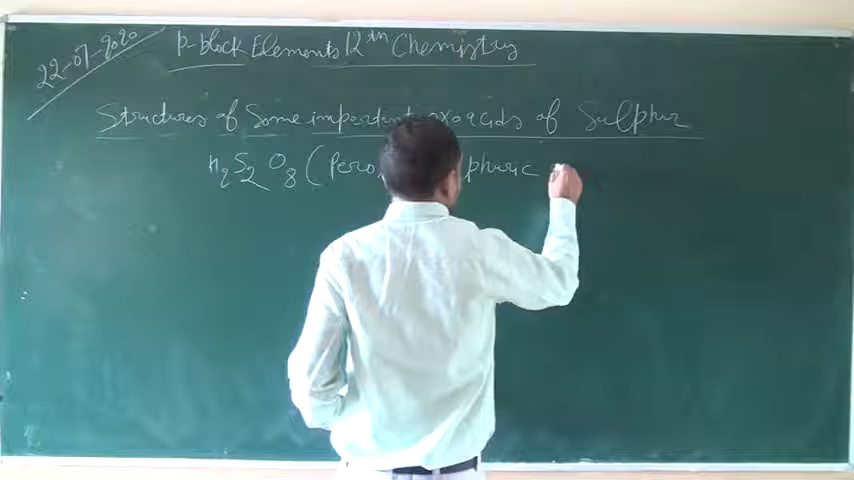 22-07-2020
p-block Elements 12th Chemistry
Structures of Some important oxoacids of Sulphur
H2S2O8 (Pero phuric